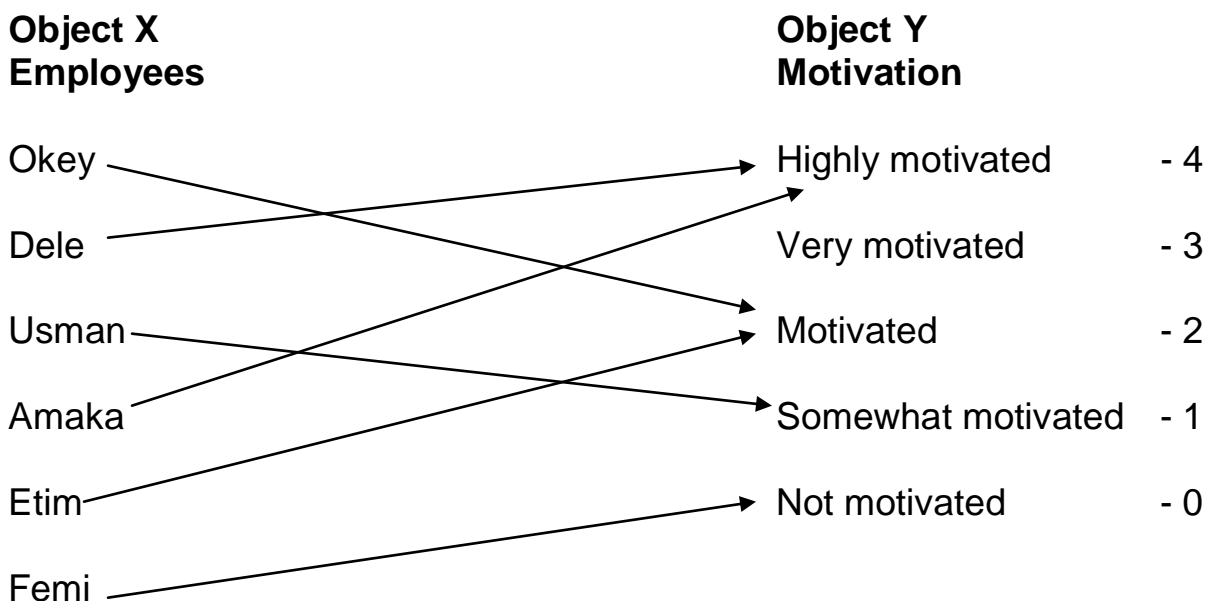 Object X Object Y
Employees Motivation
Okey Highly motivated - 4
Dele Very motivated - 3
Usman Motivated - 2
Amaka Somewhat motivated - 1
Etim Not motivated - 0
Femi